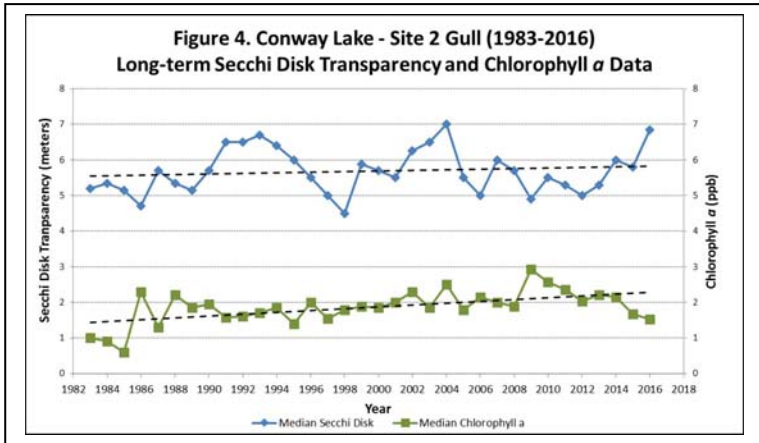 Figure 4. Conway Lake - Site 2 Gull (1983-2016)
Long-term Secchi Disk Transparency and Chlorophyll a Data
8
7
6
5
4
3
2
1
0
Secchi Disk Tranpsarency (meters)
8
7
6
5
4
3
2
1
0
Chlorophyll a (ppb)
1982 1984 1986 1988 1990 1992 1994 1996 1998 2000 2002 2004 2006 2008 2010 2012 2014 2016 2018
Year
Median Secchi Disk Median Chlorophyll a